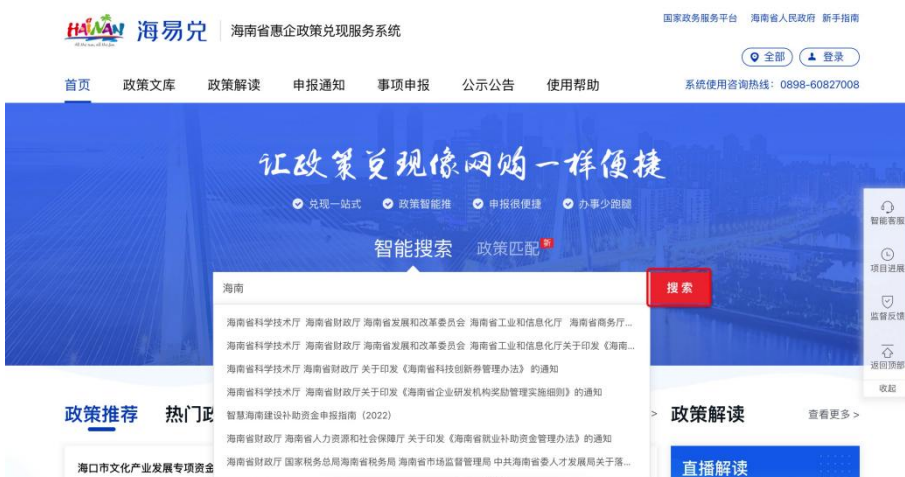 国家政务服务平台 海南省人民政府 新手指南
HAINAN 海易兑 海南省惠企政策兑现服务系统
全部 登录
首页 政策文库 政策解读 申报通知 事项申报 公示公告 使用帮助 系统使用咨询热线：0898-60827008
让政策兑现像网购一样便捷
兑现一站式 政策智能推 申报很便捷 办事少跑腿
智能搜索 政策匹配 新
海南 搜索
海南省科学技术厅 海南省财政厅 海南省发展和改革委员会 海南省工业和信息化厅 海南省商务厅...
海南省科学技术厅 海南省财政厅 海南省发展和改革委员会 海南省工业和信息化厅关于印发《海南...
海南省科学技术厅 海南省财政厅 关于印发《海南省科技创新券管理办法》 的通知
海南省科学技术厅 海南省财政厅关于印发《海南省企业研发机构奖励管理实施细则》的通知
智慧海南建设补助资金申报指南（2022）
海南省财政厅 海南省人力资源和社会保障厅 关于印发《海南省就业补助资金管理办法》的通知
海南省财政厅 国家税务总局海南省税务局 海南省市场监督管理局 中共海南省委人才发展局关于落...
智能客服
项目进展
监督反馈
返回顶部
收起
政策推荐 热门政 > 政策解读 查看更多 >
海口市文化产业发展专项资金 直播解读